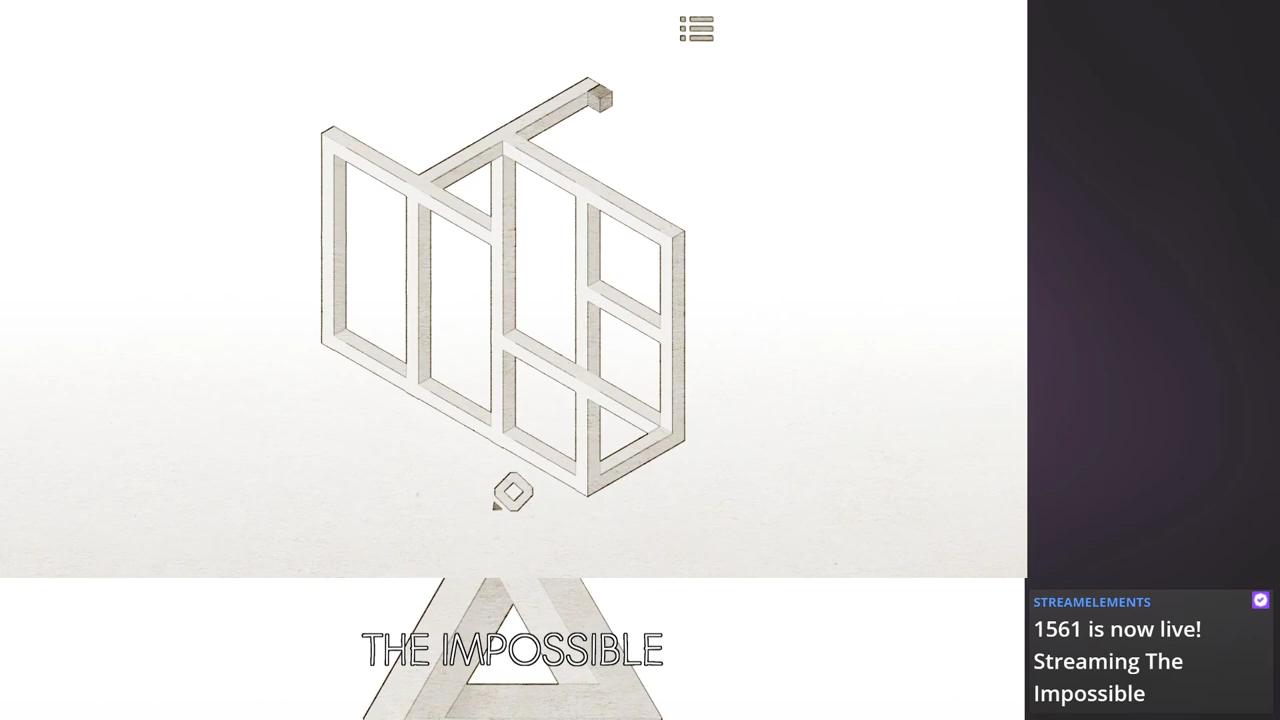 THE IMPOSSIBLE
STREAMELEMENTS
1561 is now live!
Streaming The
Impossible